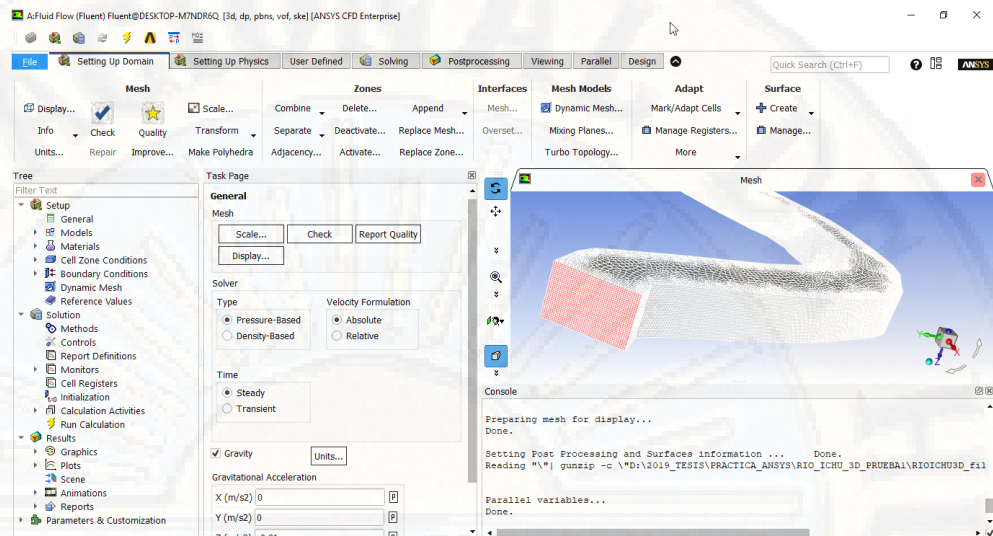 A:Fluid Flow (Fluent) Fluent@DESKTOP-M7NDR6Q [3d, dp, pbns, vof, ske] [ANSYS CFD Enterprise]
File Setting Up Domain Setting Up Physics User Defined Solving Postprocessing Viewing Parallel Design Quick Search (Ctrl+F) ANSYS
Mesh Zones Interfaces Mesh Models Adapt Surface
Display... Scale... Combine Delete... Append Mesh... Dynamic Mesh... Mark/Adapt Cells Create
Info Check Quality Transform Separate Deactivate... Replace Mesh... Overset... Mixing Planes... Manage Registers... Manage...
Units... Repair Improve... Make Polyhedra Adjacency... Activate... Replace Zone... Turbo Topology... More
Tree
Filter Text
Setup
General
Models
Materials
Cell Zone Conditions
Boundary Conditions
Dynamic Mesh
Reference Values
Solution
Methods
Controls
Report Definitions
Monitors
Cell Registers
Initialization
Calculation Activities
Run Calculation
Results
Graphics
Plots
Scene
Animations
Reports
Parameters & Customization
Task Page
General
Mesh
Scale... Check Report Quality
Display...
Solver
Type Velocity Formulation
Pressure-Based Absolute
Density-Based Relative
Time
Steady
Transient
Gravity Units...
Gravitational Acceleration
X (m/s2) 0 P
Y (m/s2) 0 P
Mesh
Y
X
Z
Console
Preparing mesh for display...
Done.
Setting Post Processing and Surfaces information ... Done.
Reading "\"| gunzip -c \"D:\2019_TESIS\PRACTICA_ANSYS\RIO_ICHU_3D_PRUEBA1\RIOICHU3D_fil
Parallel variables...
Done.